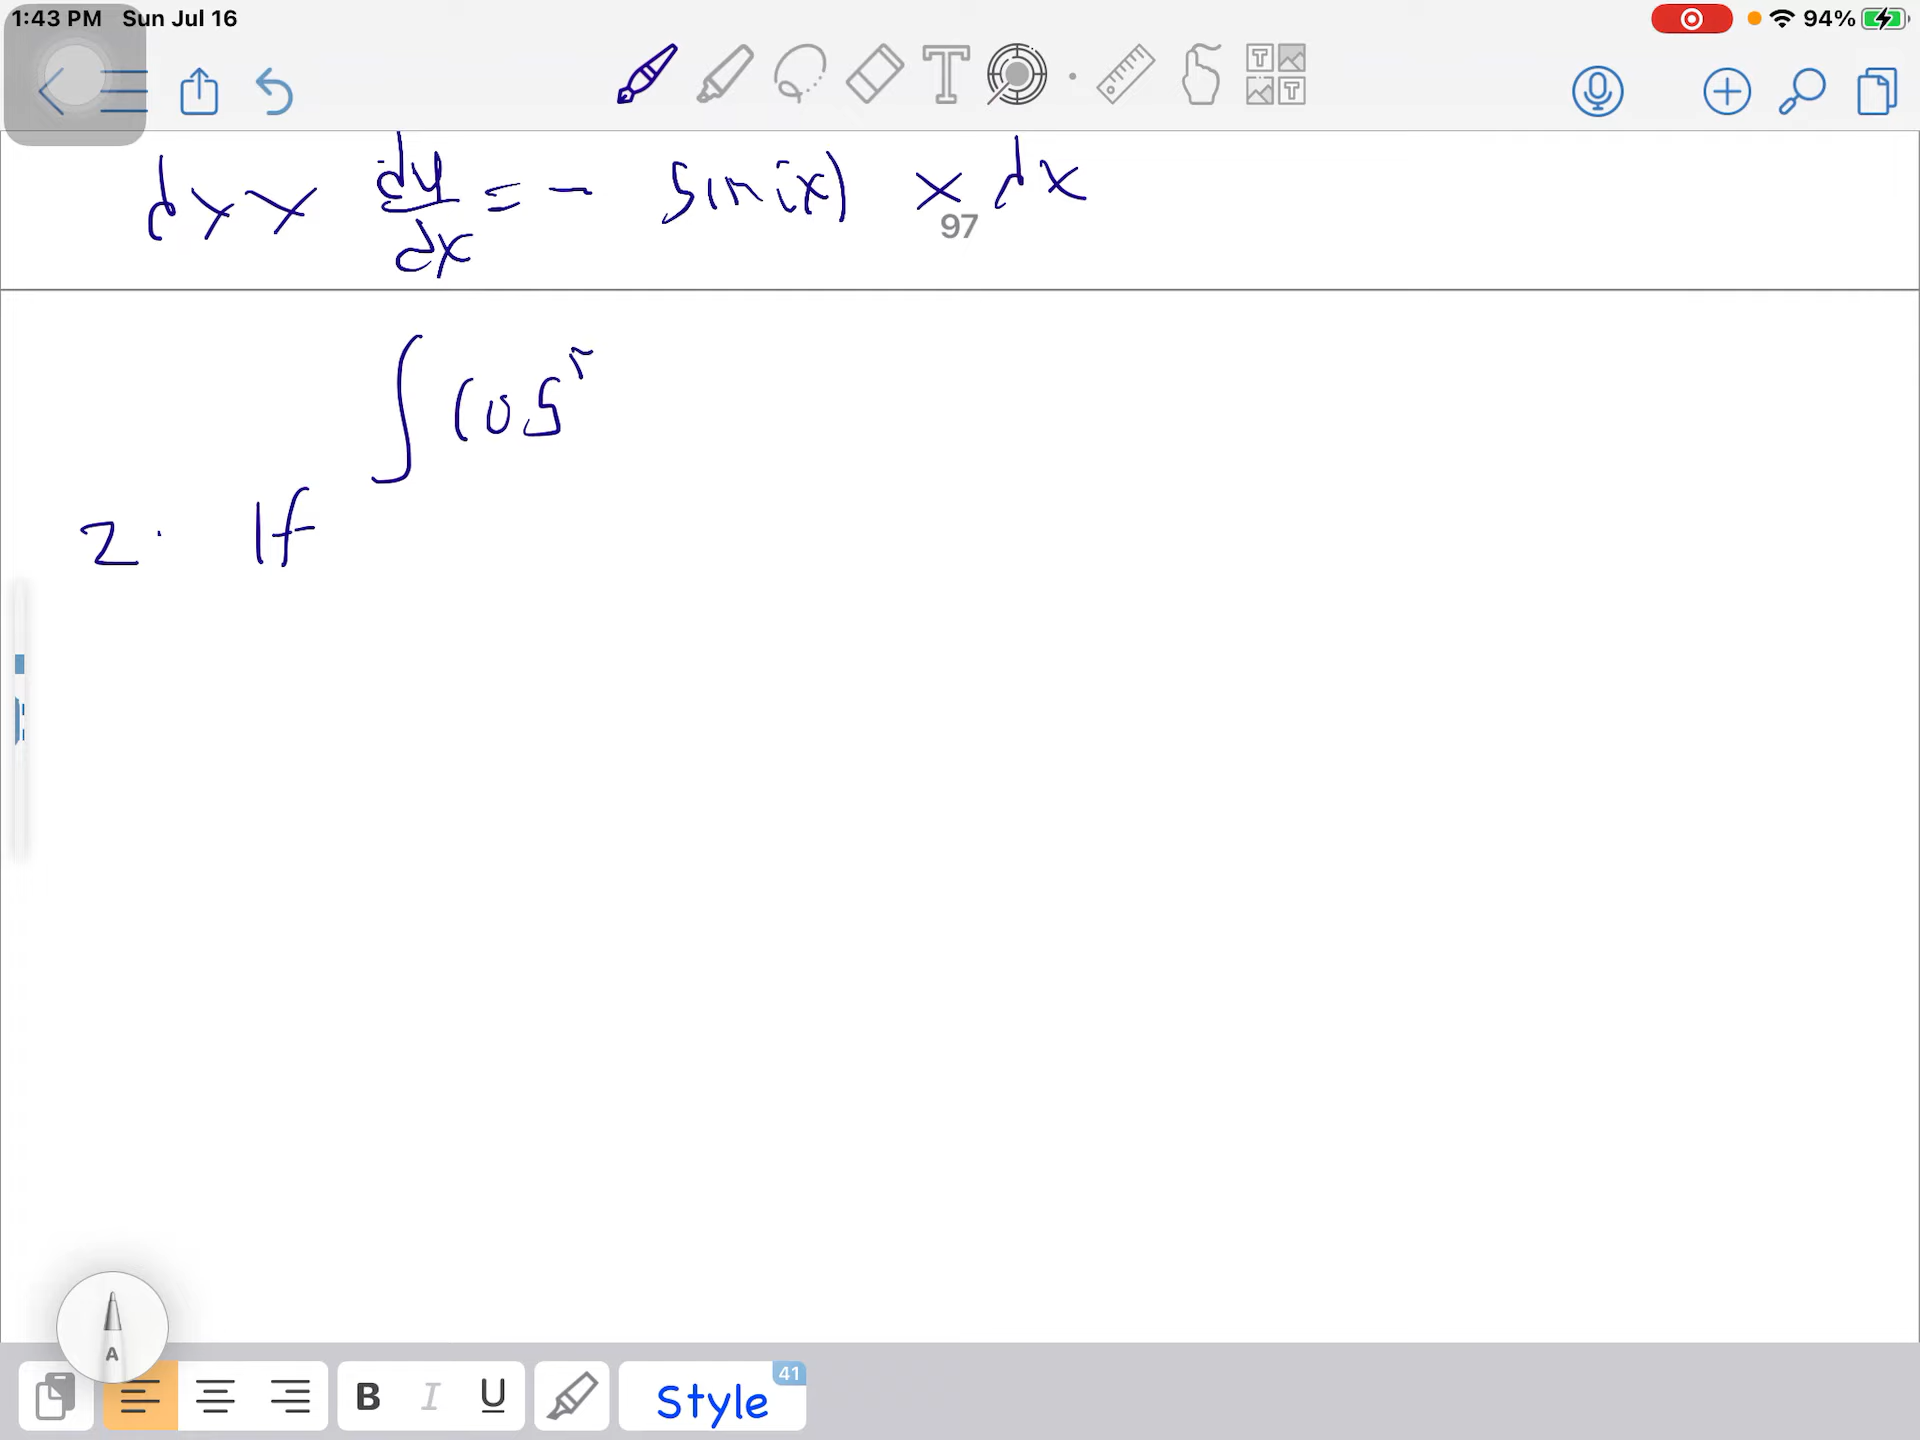 1:43 PM Sun Jul 16 94%
dx × dy/dx = - sin(x) × dx
97
∫ cos^n
2. If
A
B I U Style 41